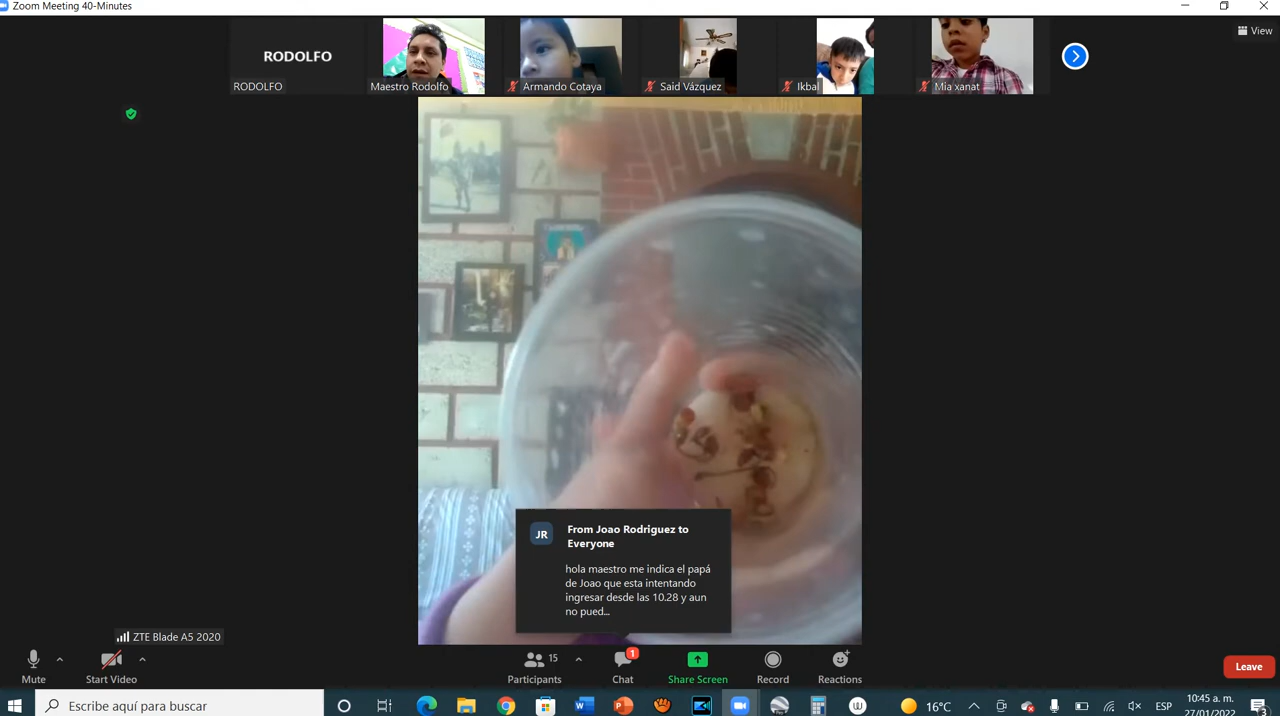 Zoom Meeting 40-Minutes
View
RODOLFO
RODOLFO
Maestro Rodolfo
Armando Cotaya
Said Vázquez
Ikbal
Mía xanat
From Joao Rodriguez to
Everyone
JR
hola maestro me indica el papá
de Joao que esta intentando
ingresar desde las 10.28 y aun
no pued...
ZTE Blade A5 2020
Mute
Start Video
15
Participants
1
Chat
Share Screen
Record
Reactions
Leave
Escribe aquí para buscar
16°C
ESP
10:45 a. m.
27/01/2022
3